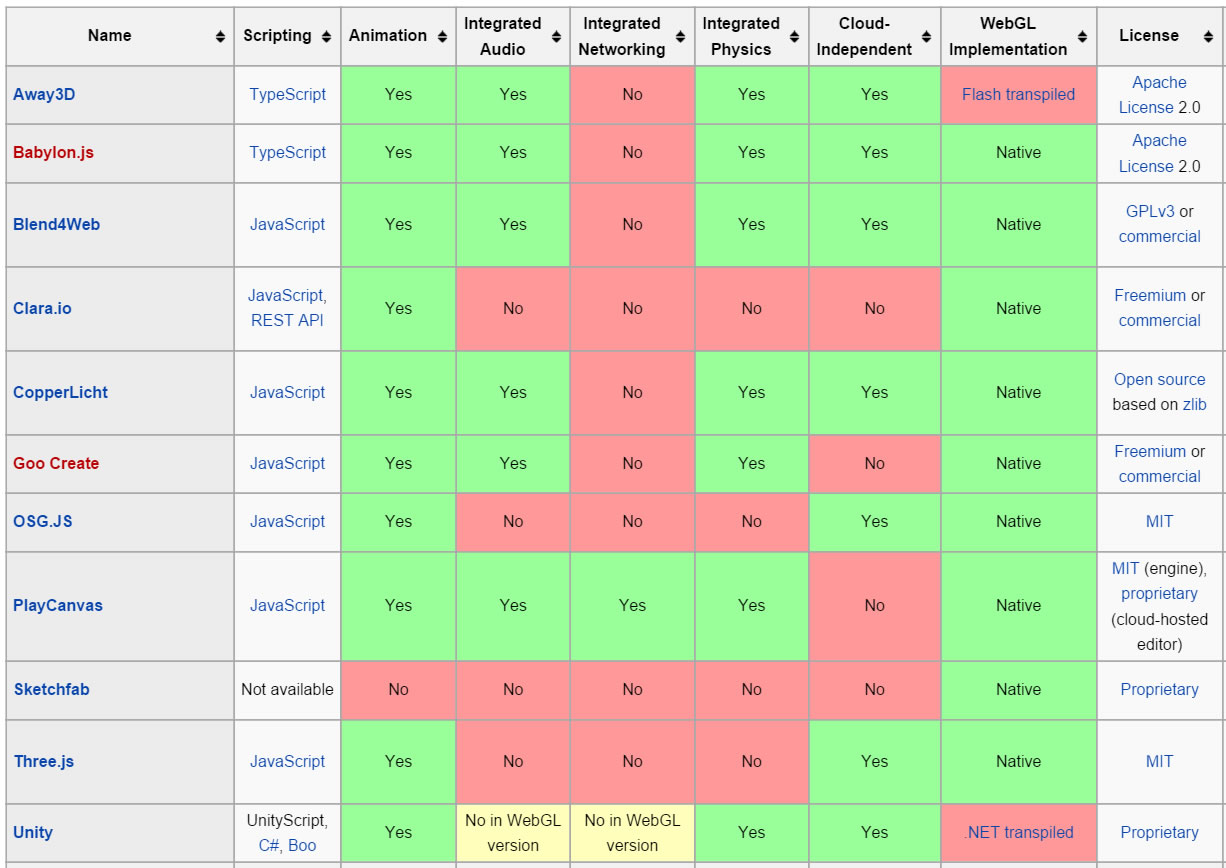 Name Scripting Animation Integrated Audio Integrated Networking Integrated Physics Cloud-Independent WebGL Implementation License
Away3D TypeScript Yes Yes No Yes Yes Flash transpiled Apache License 2.0
Babylon.js TypeScript Yes Yes No Yes Yes Native Apache License 2.0
Blend4Web JavaScript Yes Yes No Yes Yes Native GPLv3 or commercial
Clara.io JavaScript, REST API Yes No No No No Native Freemium or commercial
CopperLicht JavaScript Yes Yes No Yes Yes Native Open source based on zlib
Goo Create JavaScript Yes Yes No Yes No Native Freemium or commercial
OSG.JS JavaScript Yes No No No Yes Native MIT
PlayCanvas JavaScript Yes Yes Yes Yes No Native MIT (engine), proprietary (cloud-hosted editor)
Sketchfab Not available No No No No No Native Proprietary
Three.js JavaScript Yes No No No Yes Native MIT
Unity UnityScript, C#, Boo Yes No in WebGL version No in WebGL version Yes Yes .NET transpiled Proprietary